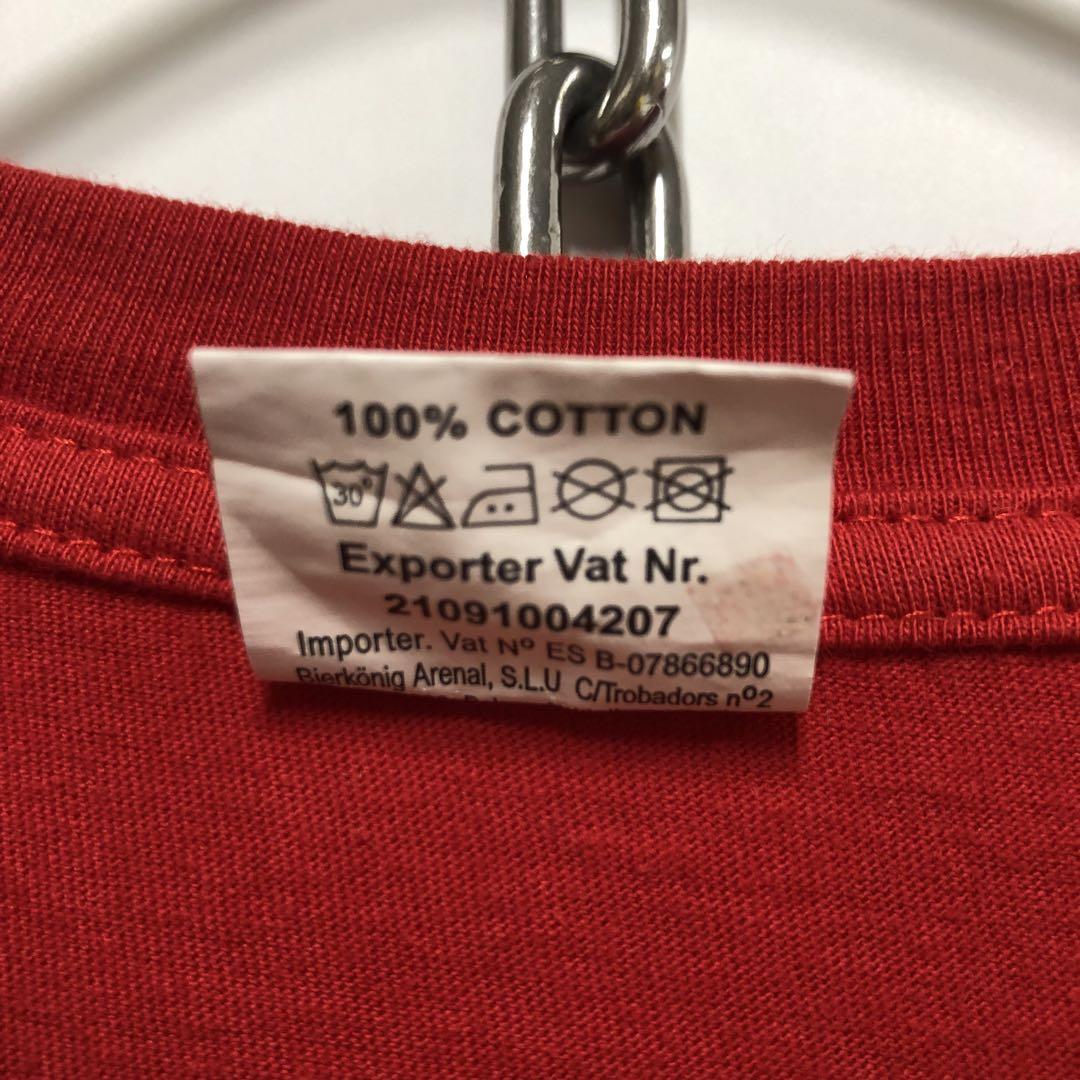 100% COTTON
30°
Exporter Vat Nr.
21091004207
Importer. Vat Nº ES B-07866890
Bierkönig Arenal, S.L.U C/Trobadors nº2